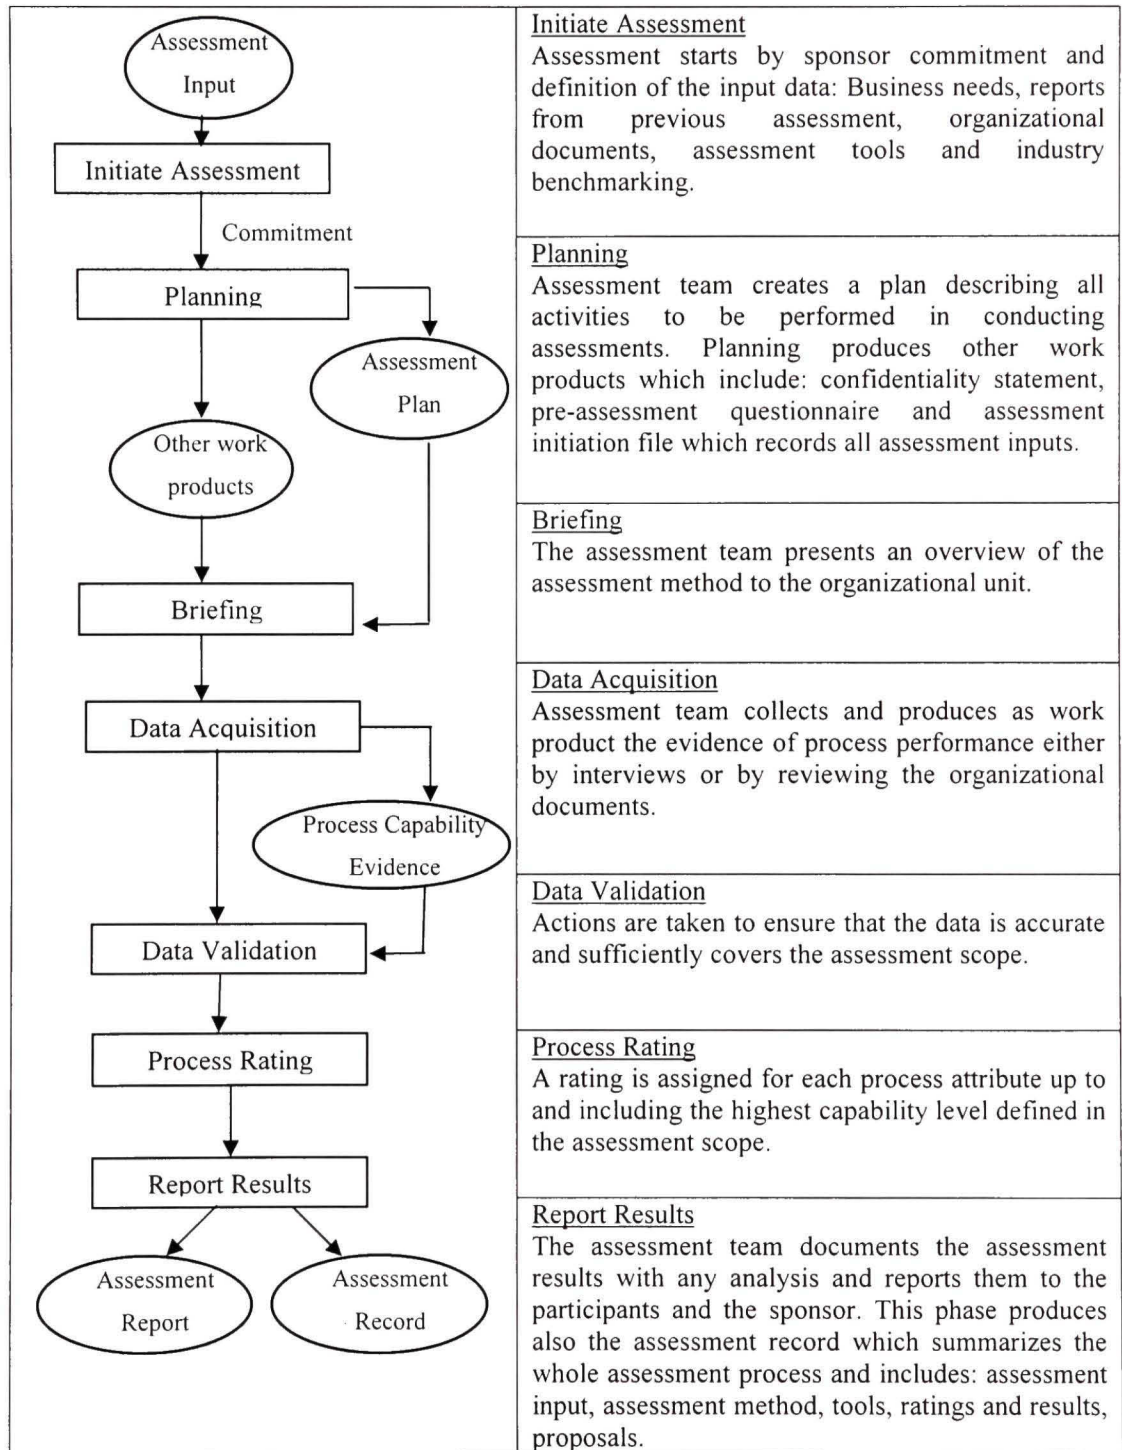 Assessment
Input
Initiate Assessment
Commitment
Planning
Assessment
Plan
Other work
products
Briefing
Data Acquisition
Process Capability
Evidence
Data Validation
Process Rating
Report Results
Assessment
Report
Assessment
Record
Initiate Assessment
Assessment starts by sponsor commitment and
definition of the input data: Business needs, reports
from previous assessment, organizational
documents, assessment tools and industry
benchmarking.
Planning
Assessment team creates a plan describing all
activities to be performed in conducting
assessments. Planning produces other work
products which include: confidentiality statement,
pre-assessment questionnaire and assessment
initiation file which records all assessment inputs.
Briefing
The assessment team presents an overview of the
assessment method to the organizational unit.
Data Acquisition
Assessment team collects and produces as work
product the evidence of process performance either
by interviews or by reviewing the organizational
documents.
Data Validation
Actions are taken to ensure that the data is accurate
and sufficiently covers the assessment scope.
Process Rating
A rating is assigned for each process attribute up to
and including the highest capability level defined in
the assessment scope.
Report Results
The assessment team documents the assessment
results with any analysis and reports them to the
participants and the sponsor. This phase produces
also the assessment record which summarizes the
whole assessment process and includes: assessment
input, assessment method, tools, ratings and results,
proposals.